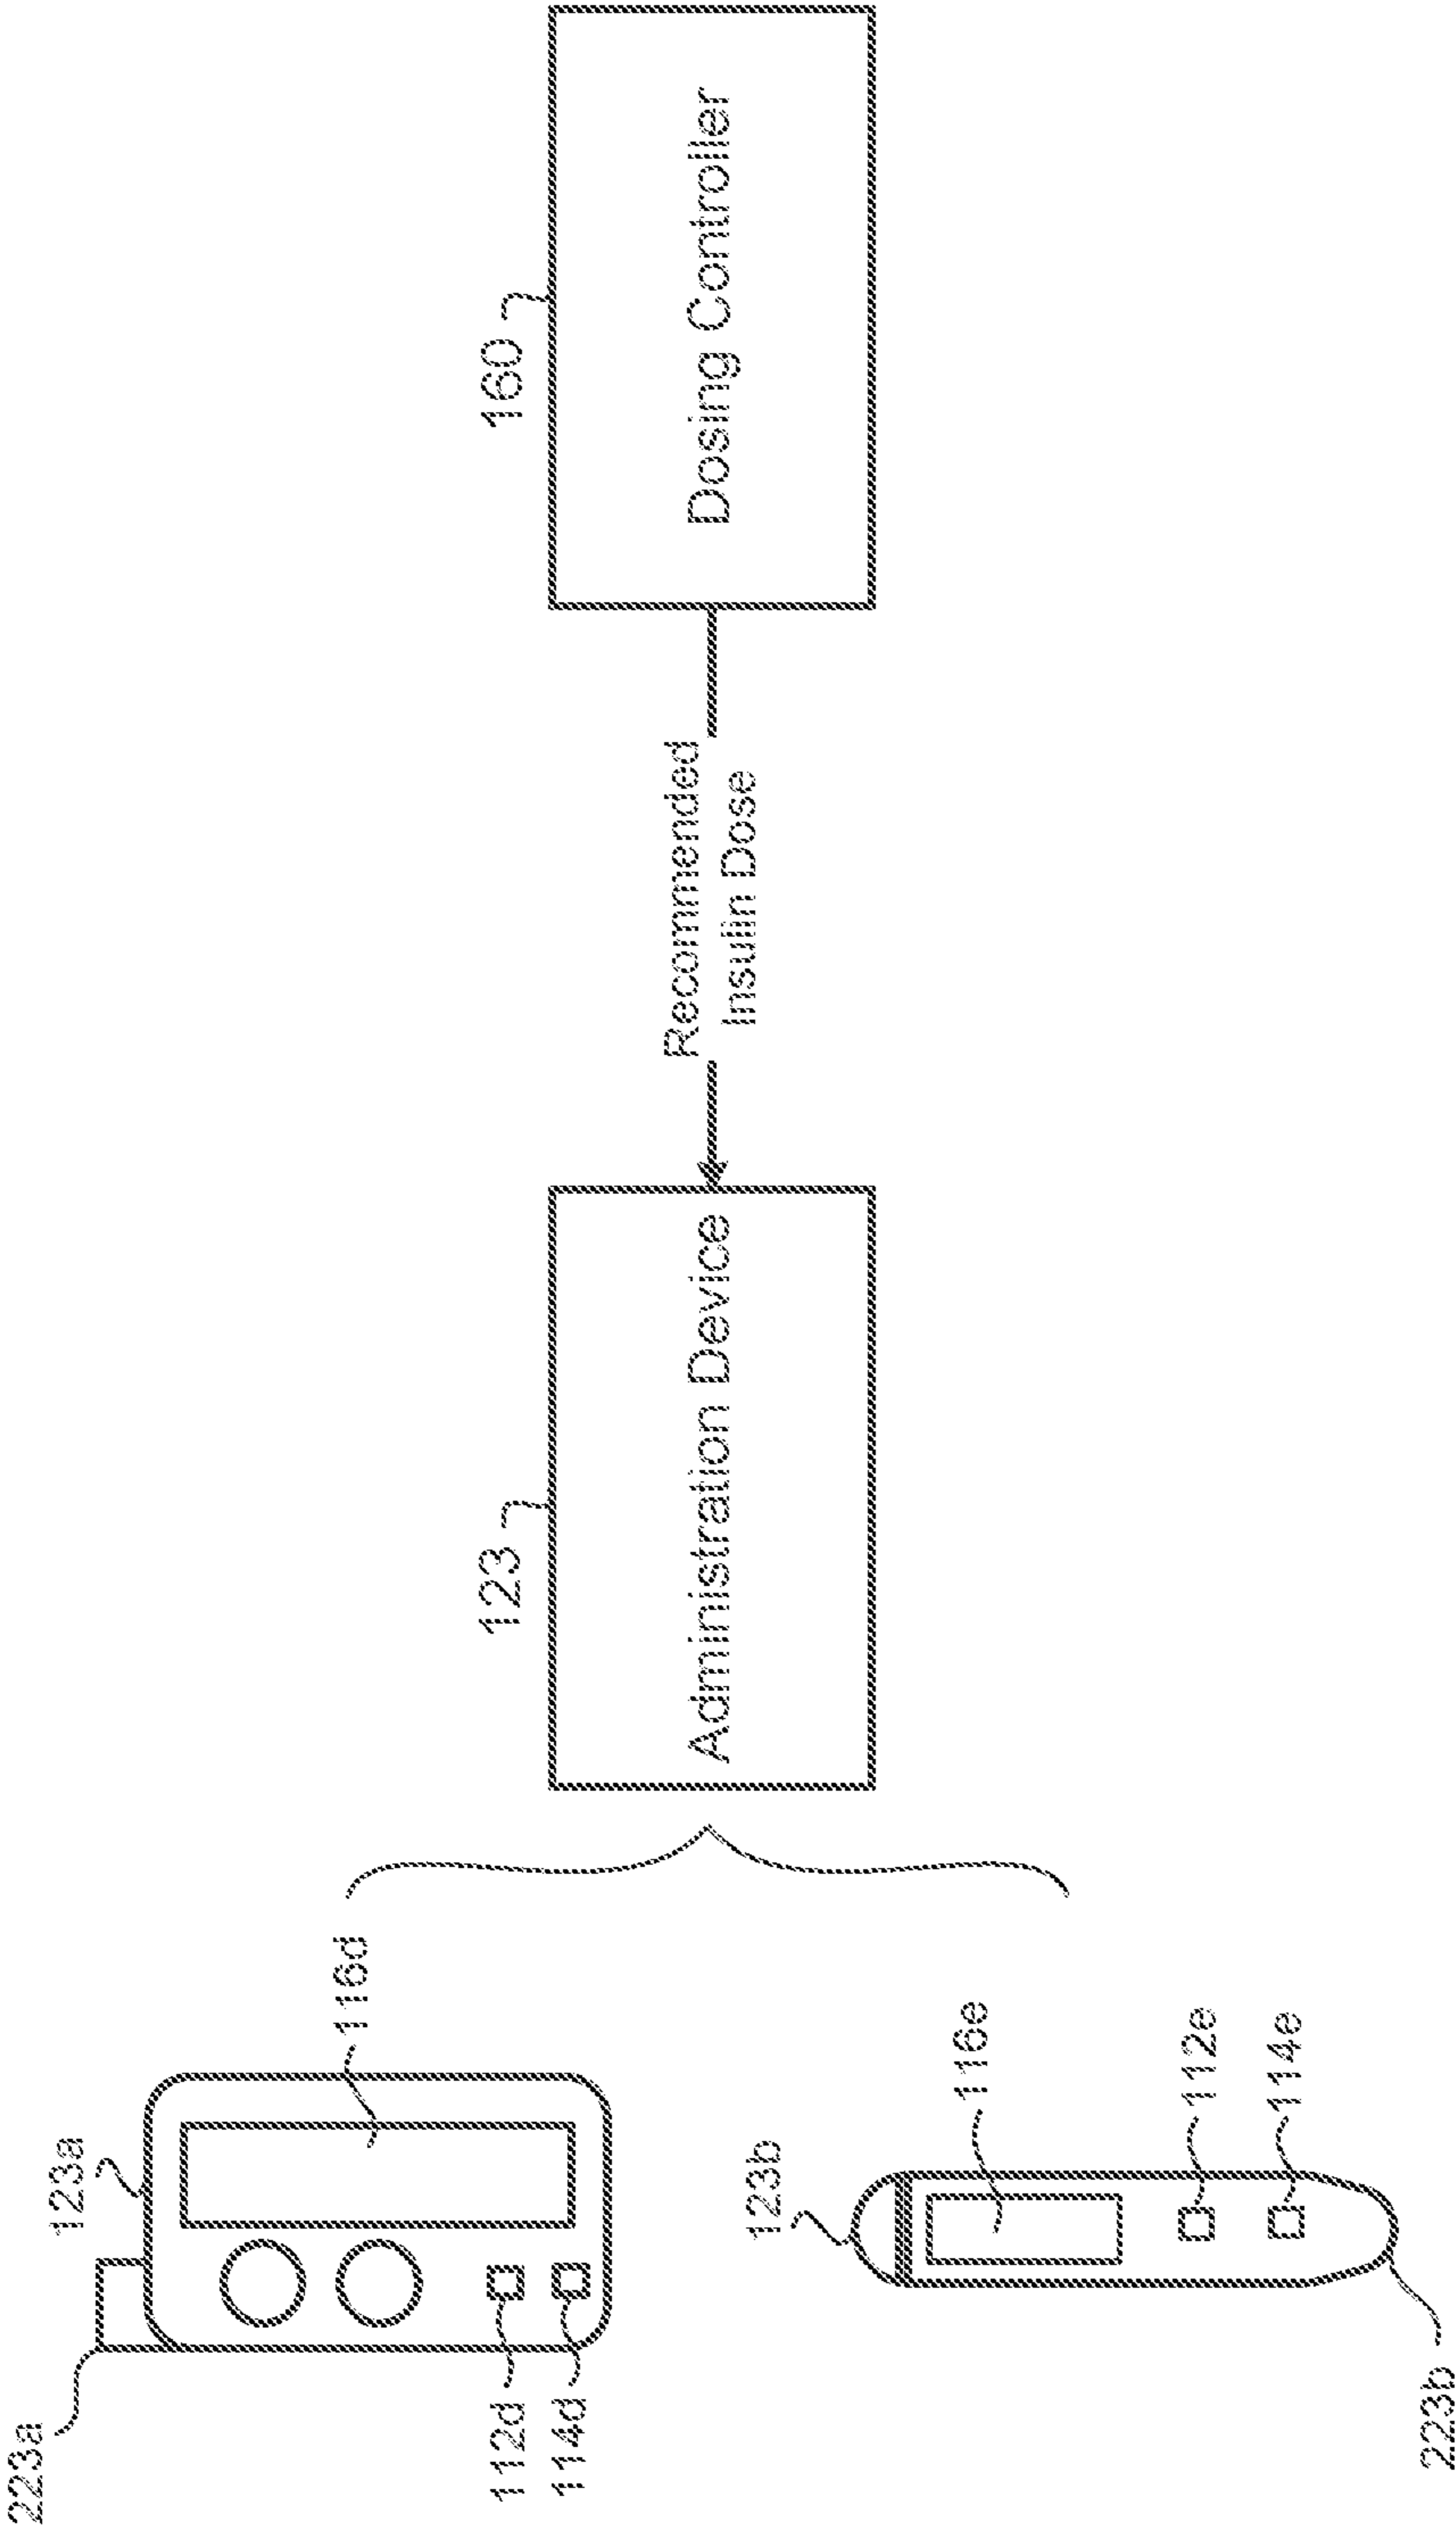 223a
123a
116d
112d
114d
123b
116e
112e
114e
223b
123
Administration Device
Recommended
Insulin Dose
160
Dosing Controller